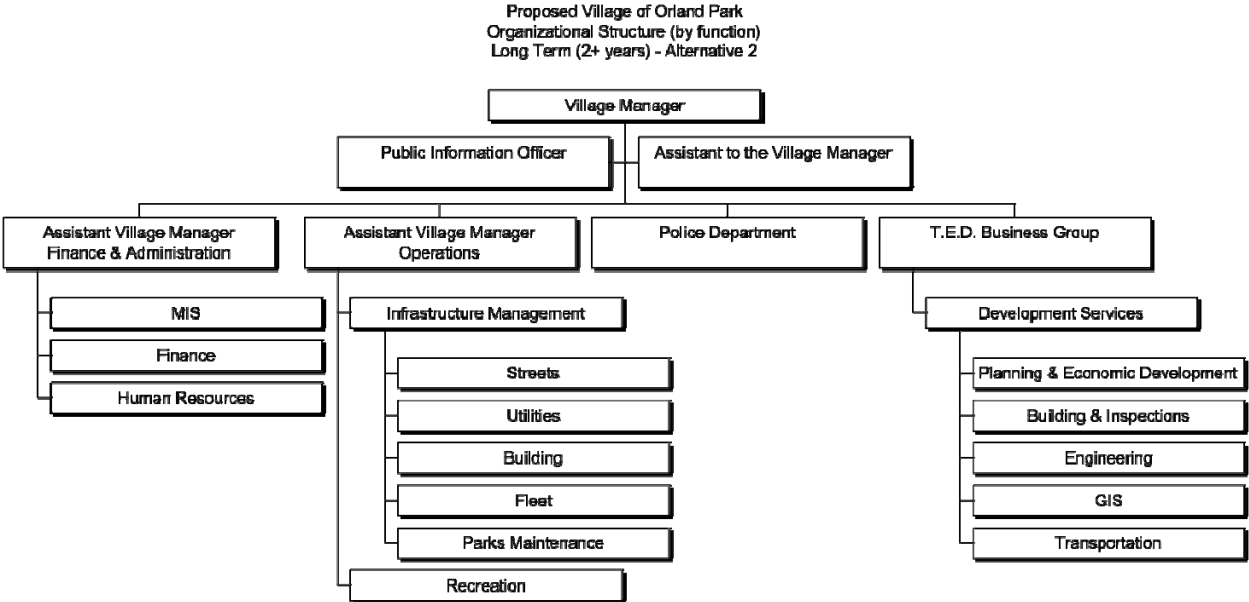 Proposed Village of Orland Park
Organizational Structure (by function)
Long Term (2+ years) - Alternative 2
Village Manager
Public Information Officer
Assistant to the Village Manager
Assistant Village Manager
Finance & Administration
Assistant Village Manager
Operations
Police Department
T.E.D. Business Group
MIS
Finance
Human Resources
Infrastructure Management
Streets
Utilities
Building
Fleet
Parks Maintenance
Recreation
Development Services
Planning & Economic Development
Building & Inspections
Engineering
GIS
Transportation